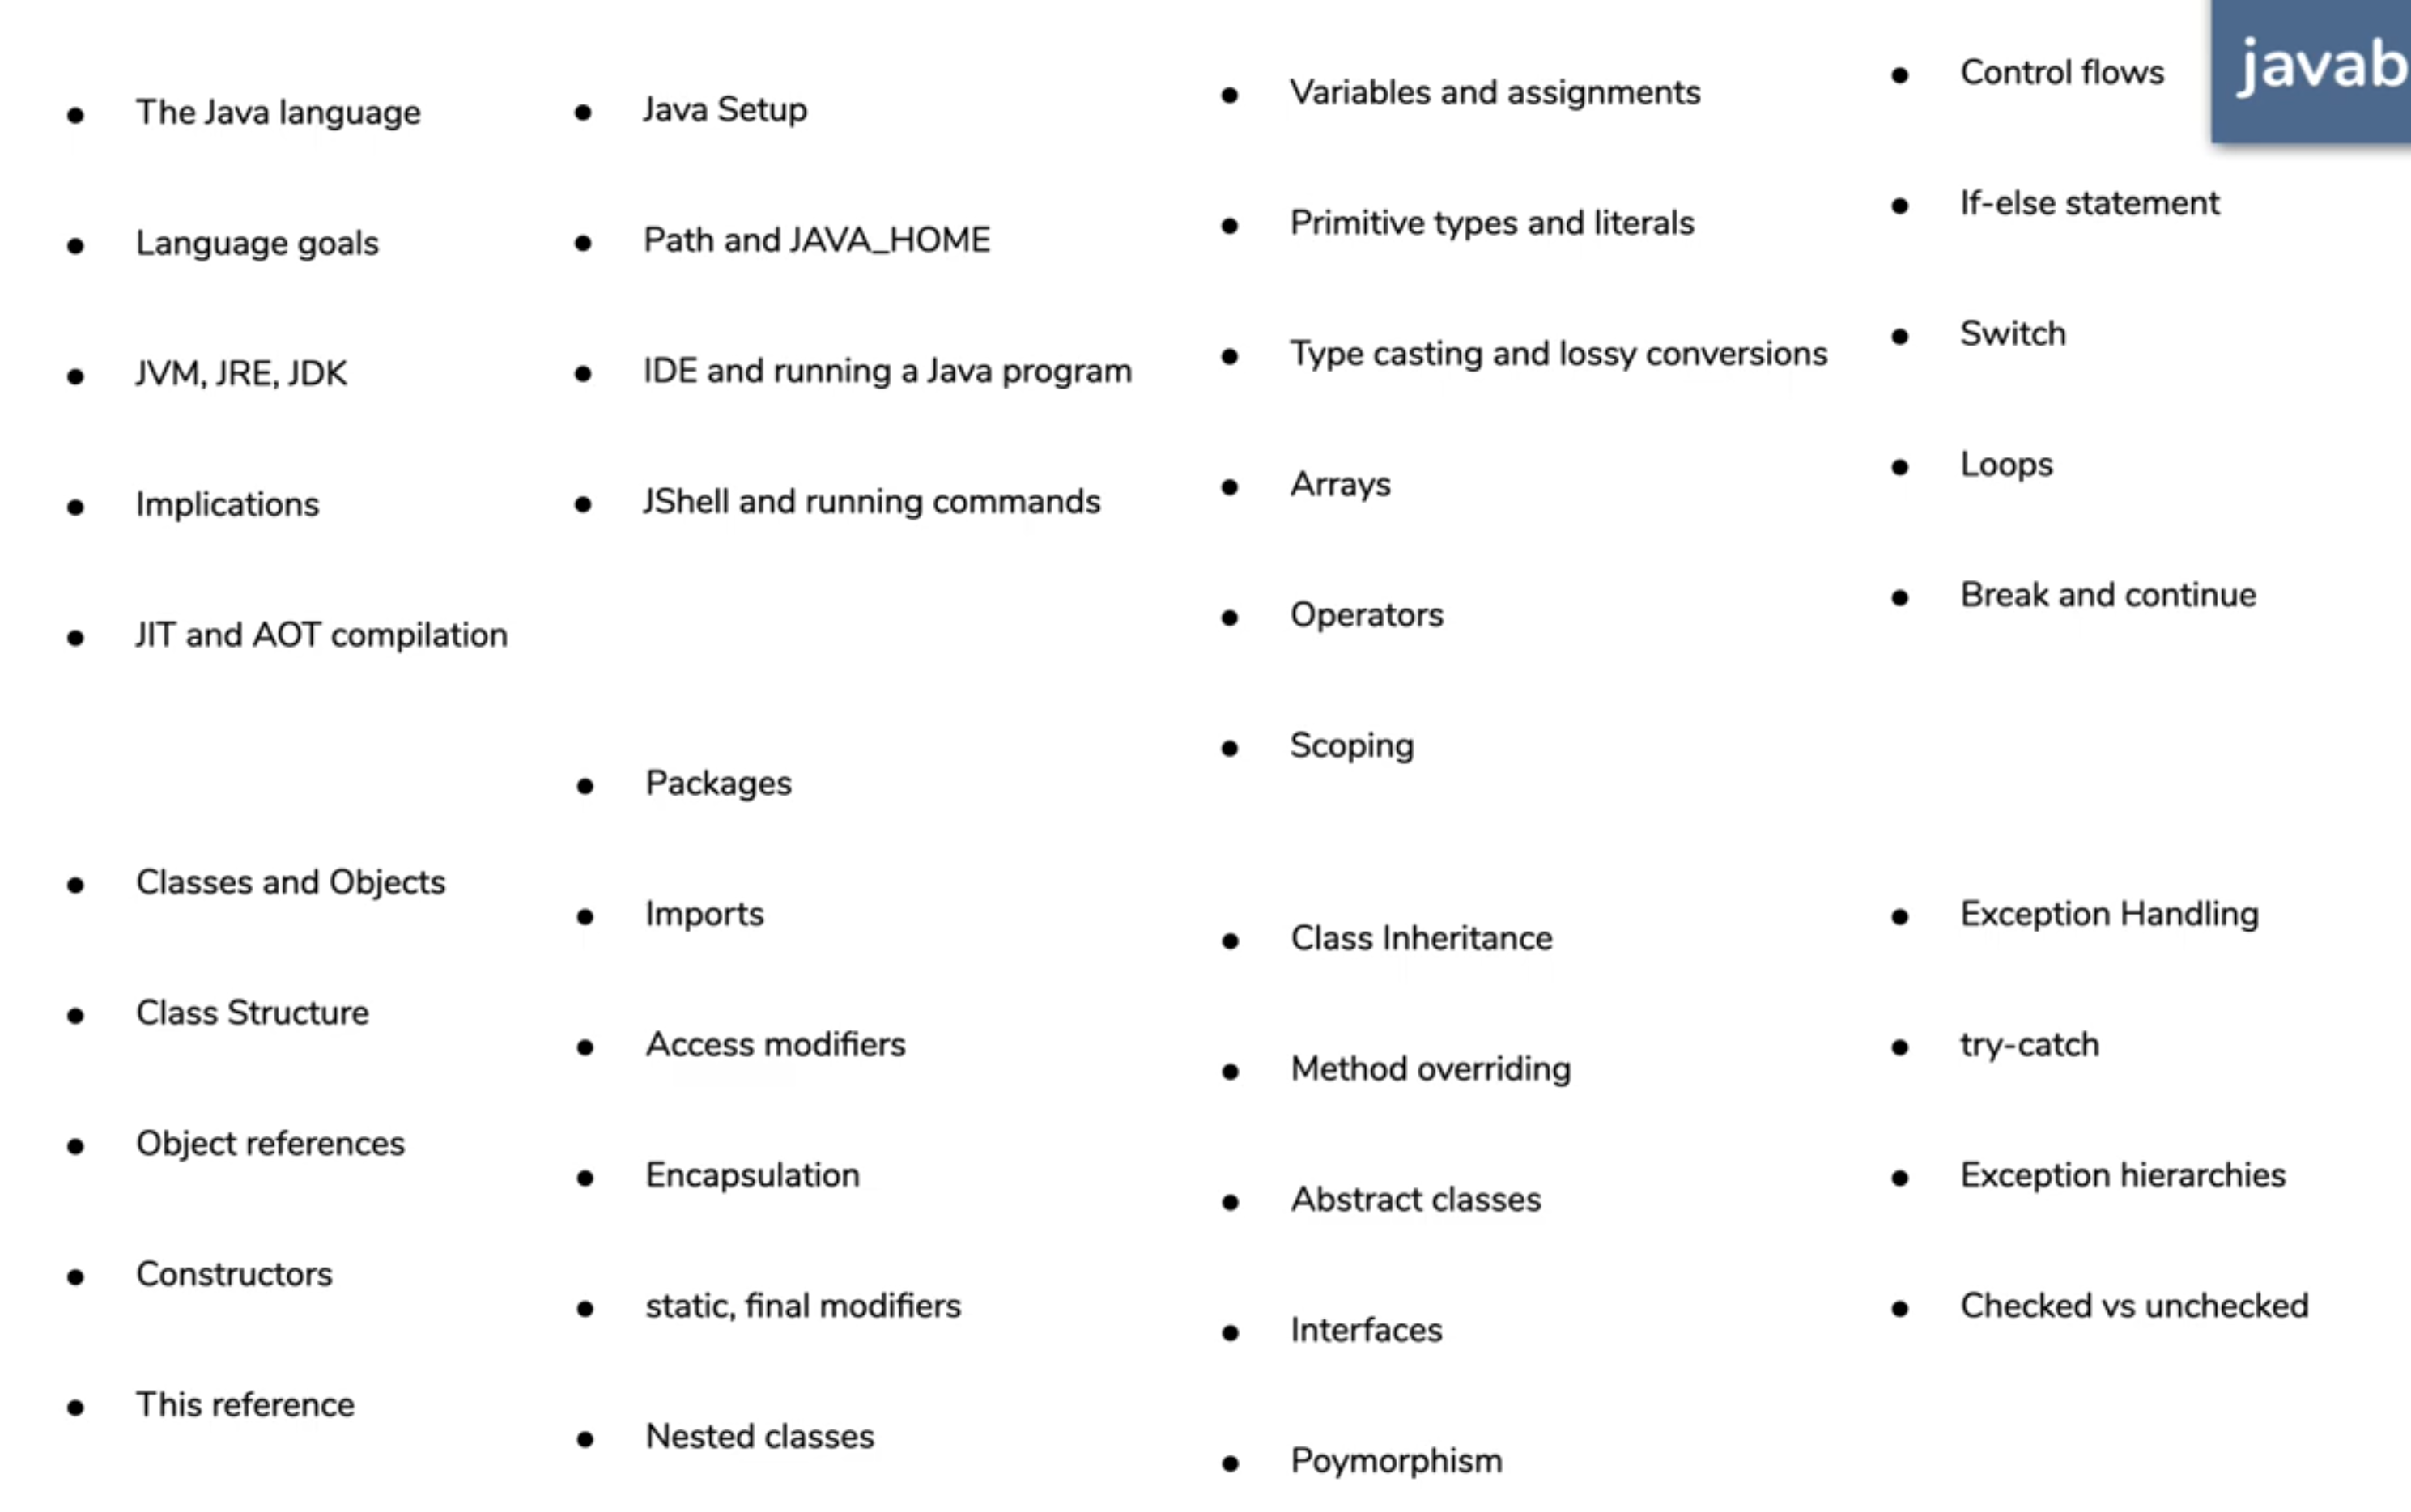 ● The Java language
● Language goals
● JVM, JRE, JDK
● Implications
● JIT and AOT compilation
● Java Setup
● Path and JAVA_HOME
● IDE and running a Java program
● JShell and running commands
● Variables and assignments
● Primitive types and literals
● Type casting and lossy conversions
● Arrays
● Operators
● Scoping
● Control flows
● If-else statement
● Switch
● Loops
● Break and continue
javab
● Classes and Objects
● Class Structure
● Object references
● Constructors
● This reference
● Packages
● Imports
● Access modifiers
● Encapsulation
● static, final modifiers
● Nested classes
● Class Inheritance
● Method overriding
● Abstract classes
● Interfaces
● Poymorphism
● Exception Handling
● try-catch
● Exception hierarchies
● Checked vs unchecked